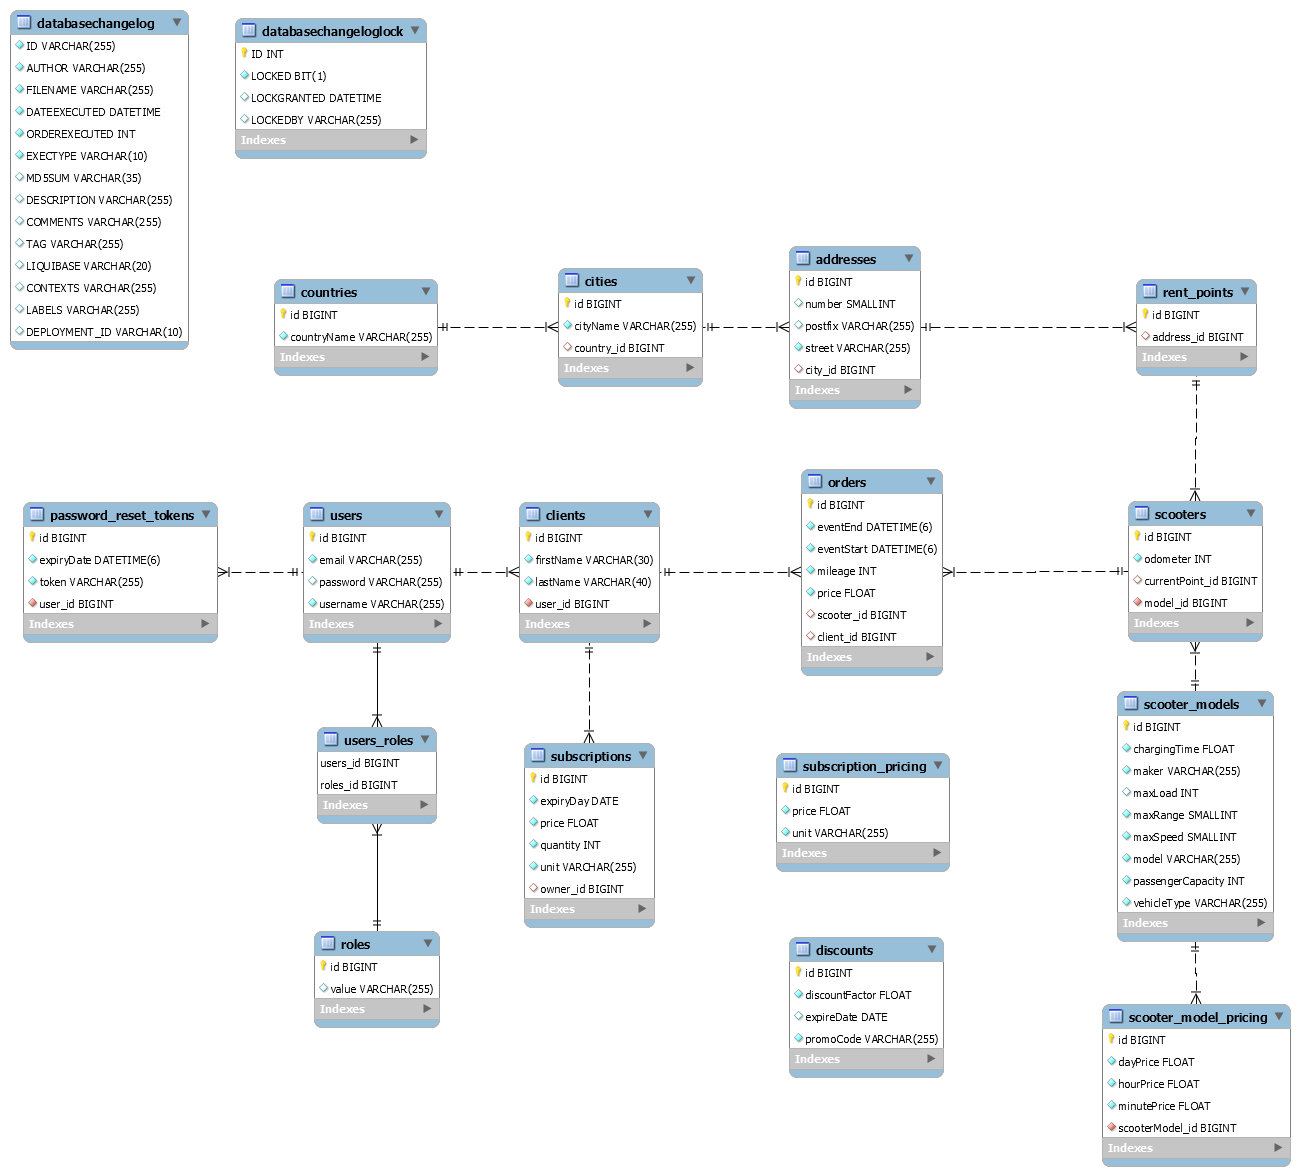 databasechangelog
ID VARCHAR(255)
AUTHOR VARCHAR(255)
FILENAME VARCHAR(255)
DATEEXECUTED DATETIME
ORDEREXECUTED INT
EXECTYPE VARCHAR(10)
MD5SUM VARCHAR(35)
DESCRIPTION VARCHAR(255)
COMMENTS VARCHAR(255)
TAG VARCHAR(255)
LIQUIBASE VARCHAR(20)
CONTEXTS VARCHAR(255)
LABELS VARCHAR(255)
DEPLOYMENT_ID VARCHAR(10)
databasechangeloglock
ID INT
LOCKED BIT(1)
LOCKGRANTED DATETIME
LOCKEDBY VARCHAR(255)
Indexes
countries
id BIGINT
countryName VARCHAR(255)
Indexes
cities
id BIGINT
cityName VARCHAR(255)
country_id BIGINT
Indexes
addresses
id BIGINT
number SMALLINT
postfix VARCHAR(255)
street VARCHAR(255)
city_id BIGINT
Indexes
rent_points
id BIGINT
address_id BIGINT
Indexes
password_reset_tokens
id BIGINT
expiryDate DATETIME(6)
token VARCHAR(255)
user_id BIGINT
Indexes
users
id BIGINT
email VARCHAR(255)
password VARCHAR(255)
username VARCHAR(255)
Indexes
clients
id BIGINT
firstName VARCHAR(30)
lastName VARCHAR(40)
user_id BIGINT
Indexes
orders
id BIGINT
eventEnd DATETIME(6)
eventStart DATETIME(6)
mileage INT
price FLOAT
scooter_id BIGINT
client_id BIGINT
Indexes
scooters
id BIGINT
odometer INT
currentPoint_id BIGINT
model_id BIGINT
Indexes
users_roles
users_id BIGINT
roles_id BIGINT
Indexes
subscriptions
id BIGINT
expiryDay DATE
price FLOAT
quantity INT
unit VARCHAR(255)
owner_id BIGINT
Indexes
subscription_pricing
id BIGINT
price FLOAT
unit VARCHAR(255)
Indexes
scooter_models
id BIGINT
chargingTime FLOAT
maker VARCHAR(255)
maxLoad INT
maxRange SMALLINT
maxSpeed SMALLINT
model VARCHAR(255)
passengerCapacity INT
vehicleType VARCHAR(255)
Indexes
roles
id BIGINT
value VARCHAR(255)
Indexes
discounts
id BIGINT
discountFactor FLOAT
expireDate DATE
promoCode VARCHAR(255)
Indexes
scooter_model_pricing
id BIGINT
dayPrice FLOAT
hourPrice FLOAT
minutePrice FLOAT
scooterModel_id BIGINT
Indexes